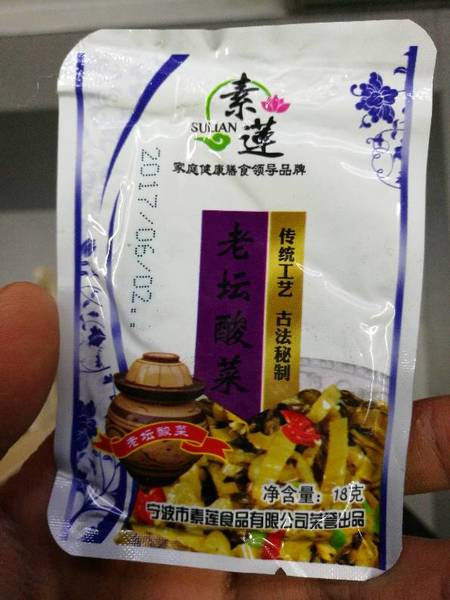 素蓮
SULIAN
家庭健康膳食领导品牌
2017/06/02
老坛酸菜
传统工艺 古法秘制
老坛酸菜
净含量：18克
宁波市素莲食品有限公司荣誉出品